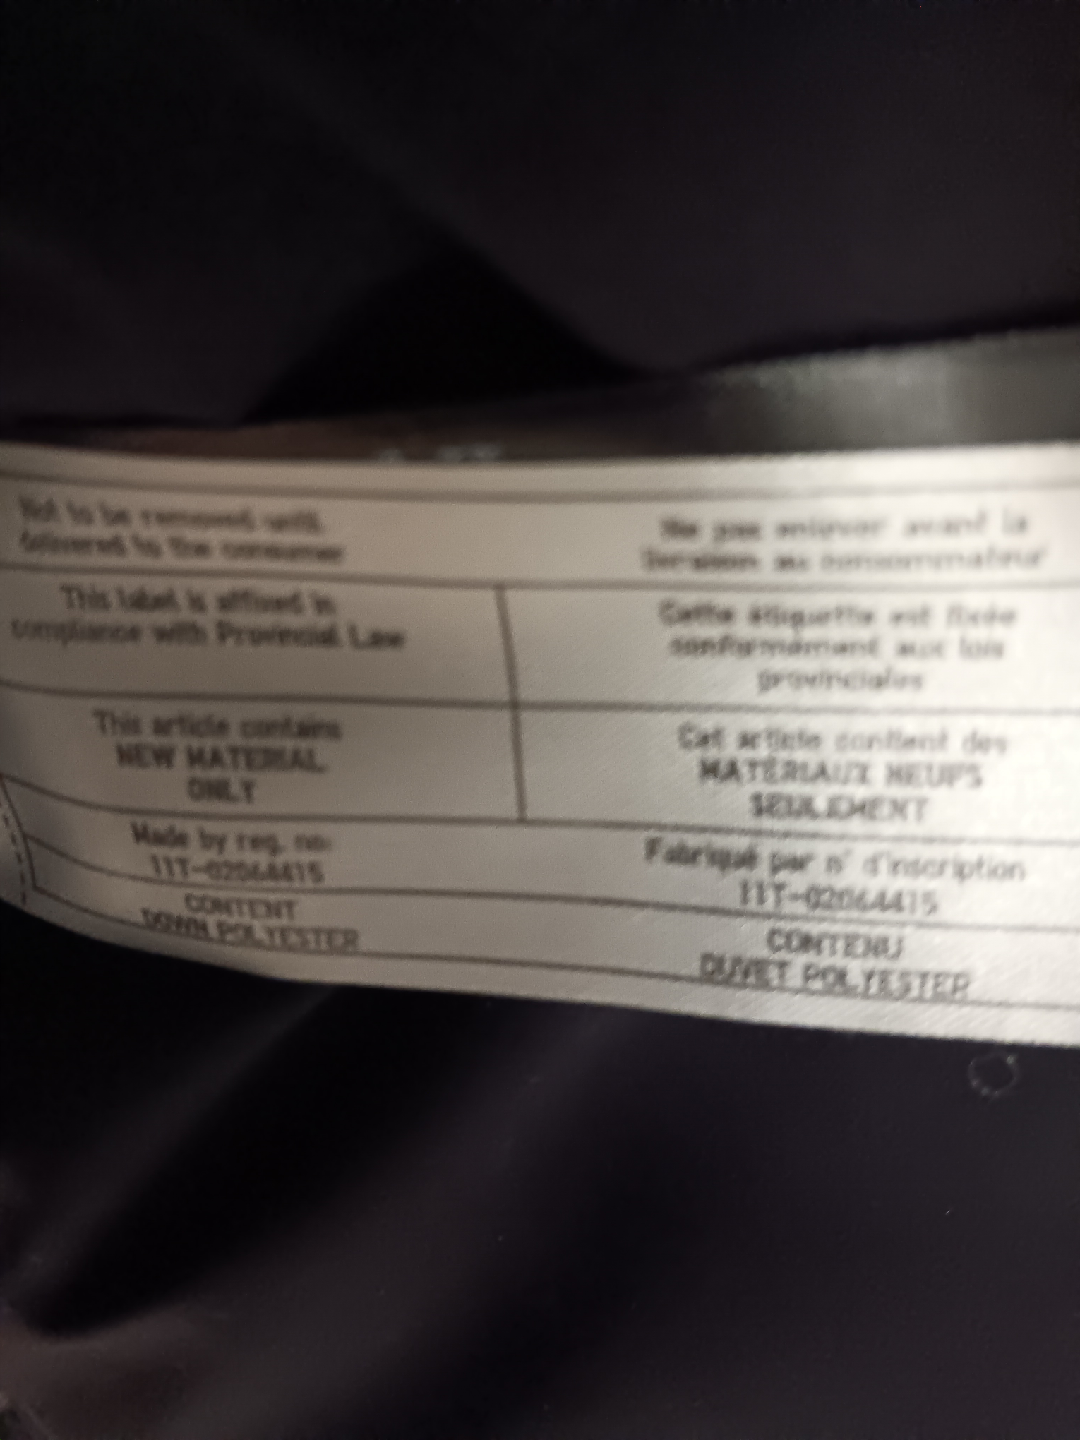 Not to be removed until
delivered to the consumer
Ne pas enlever avant la
livraison au consommateur
This label is affixed in
compliance with Provincial Law
Cette étiquette est fixée
conformément aux lois
provinciales
This article contains
NEW MATERIAL
ONLY
Cet article contient des
MATÉRIAUX NEUFS
SEULEMENT
Made by reg. no:
11T-02064415
Fabriqué par n° d'inscription
11T-02064415
CONTENT
DOWN POLYESTER
CONTENU
DUVET POLYESTER